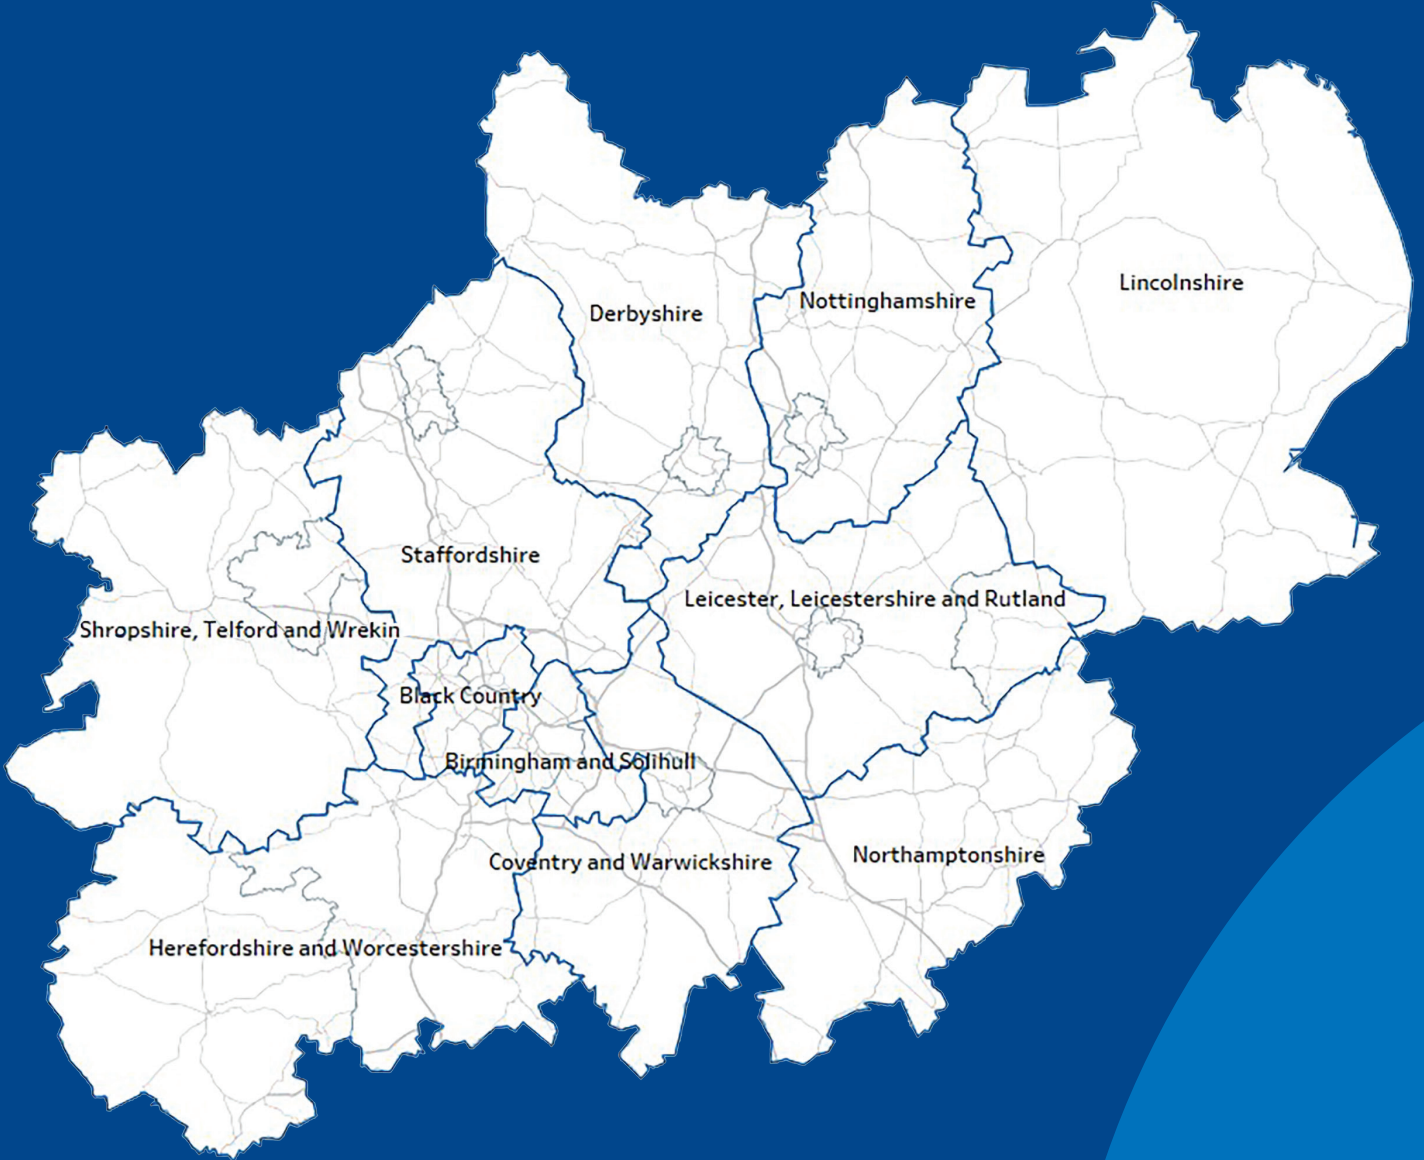 Lincolnshire
Nottinghamshire
Derbyshire
Staffordshire
Leicester, Leicestershire and Rutland
Shropshire, Telford and Wrekin
Black Country
Birmingham and Solihull
Northamptonshire
Coventry and Warwickshire
Herefordshire and Worcestershire